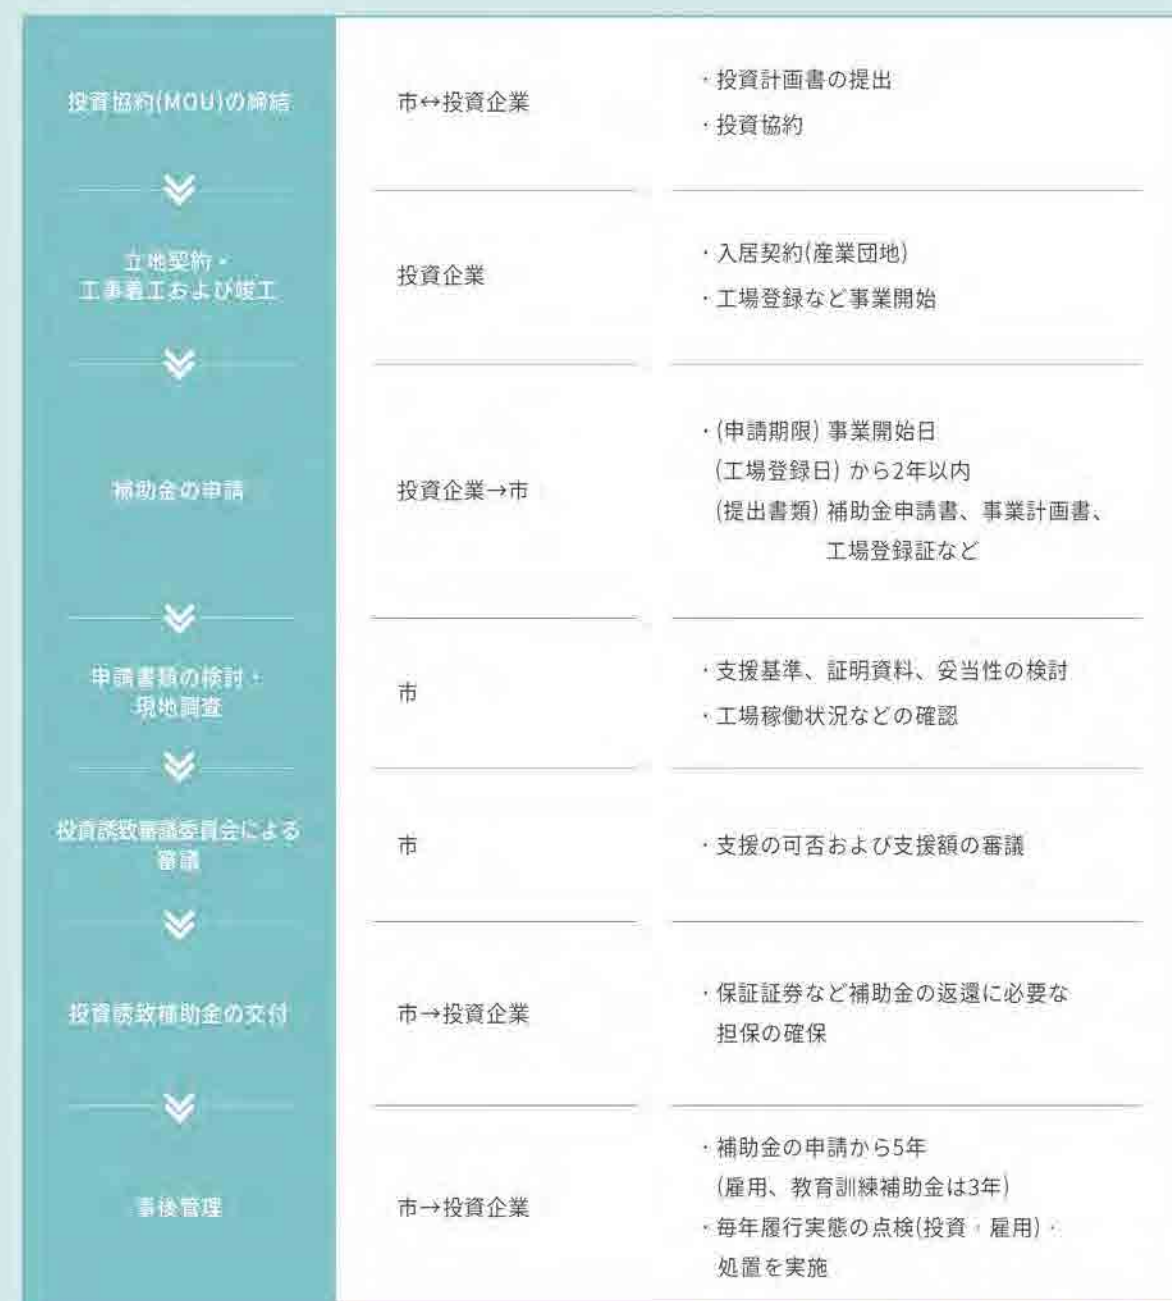 投資協約(MOU)の締結
市↔投資企業
・投資計画書の提出
・投資協約
立地契約・
工事着工および竣工
投資企業
・入居契約(産業団地)
・工場登録など事業開始
補助金の申請
投資企業→市
・(申請期限) 事業開始日
(工場登録日) から2年以内
(提出書類) 補助金申請書、事業計画書、
工場登録証など
申請書類の検討・
現地調査
市
・支援基準、証明資料、妥当性の検討
・工場稼働状況などの確認
投資誘致審議委員会による
審議
市
・支援の可否および支援額の審議
投資誘致補助金の交付
市→投資企業
・保証証券など補助金の返還に必要な
担保の確保
事後管理
市→投資企業
・補助金の申請から5年
(雇用、教育訓練補助金は3年)
・毎年履行実態の点検(投資・雇用)・
処置を実施